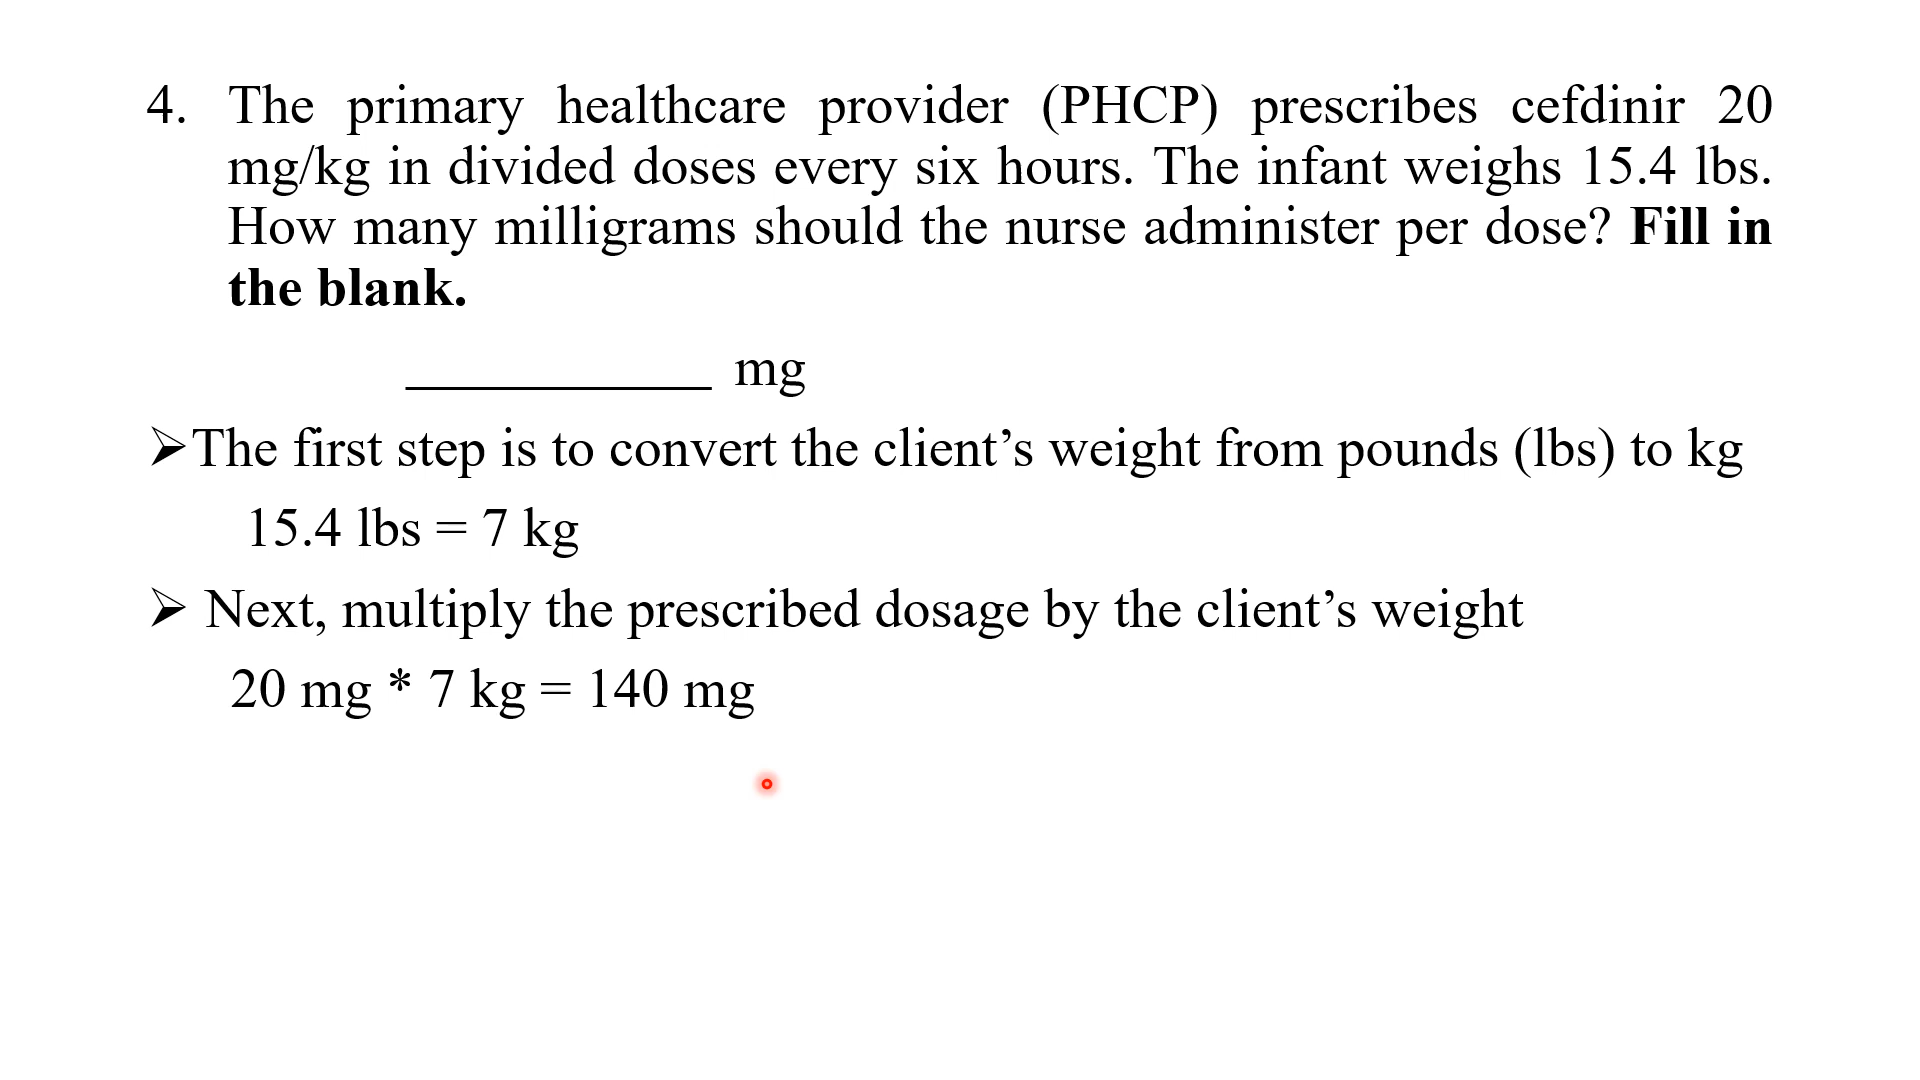 4. The primary healthcare provider (PHCP) prescribes cefdinir 20
mg/kg in divided doses every six hours. The infant weighs 15.4 lbs.
How many milligrams should the nurse administer per dose? Fill in
the blank.
___________ mg
➢The first step is to convert the client’s weight from pounds (lbs) to kg
15.4 lbs = 7 kg
➢ Next, multiply the prescribed dosage by the client’s weight
20 mg * 7 kg = 140 mg